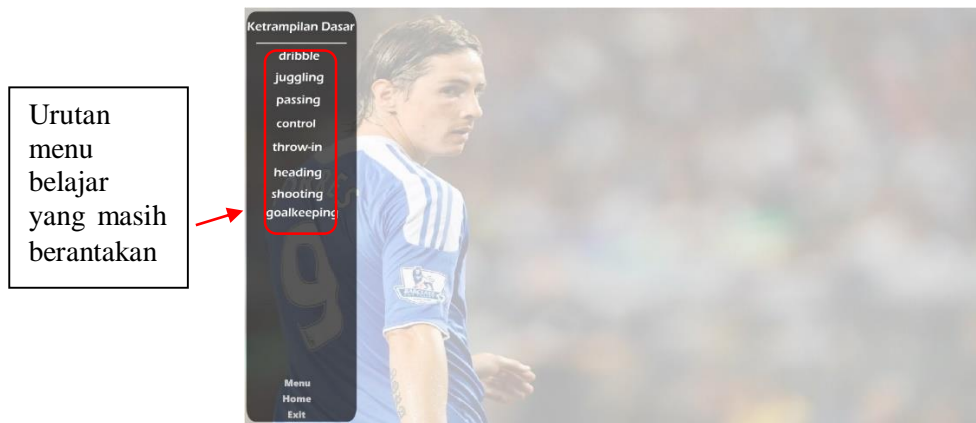 Urutan
menu
belajar
yang masih
berantakan
Ketrampilan Dasar
dribble
juggling
passing
control
throw-in
heading
shooting
goalkeeping
9
Menu
Home
Exit